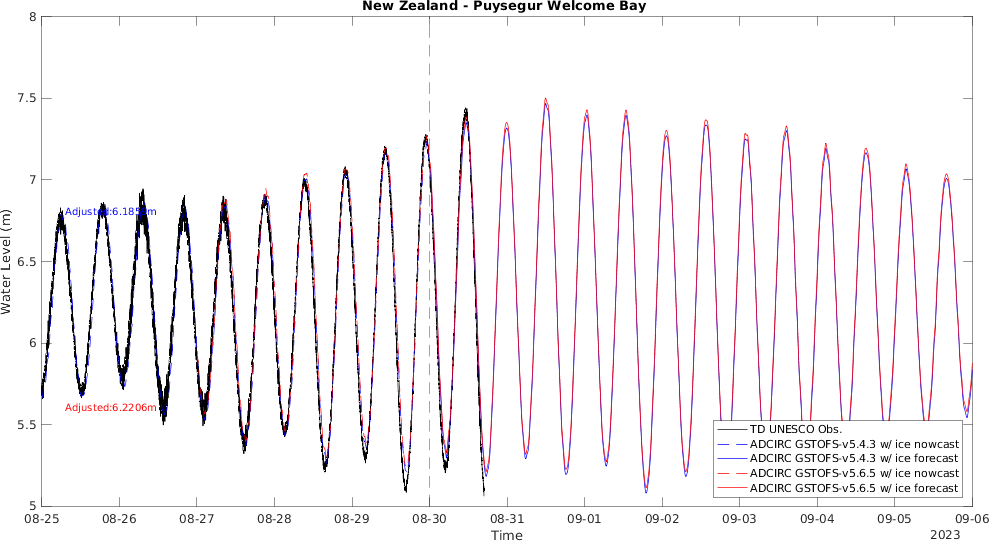 New Zealand - Puysegur Welcome Bay
8
7.5
7
6.5
6
5.5
5
Water Level (m)
Adjusted:6.185 m
Adjusted:6.2206m
TD UNESCO Obs.
ADCIRC GSTOFS-v5.4.3 w/ ice nowcast
ADCIRC GSTOFS-v5.4.3 w/ ice forecast
ADCIRC GSTOFS-v5.6.5 w/ ice nowcast
ADCIRC GSTOFS-v5.6.5 w/ ice forecast
08-25 08-26 08-27 08-28 08-29 08-30 08-31 09-01 09-02 09-03 09-04 09-05 09-06
Time
2023